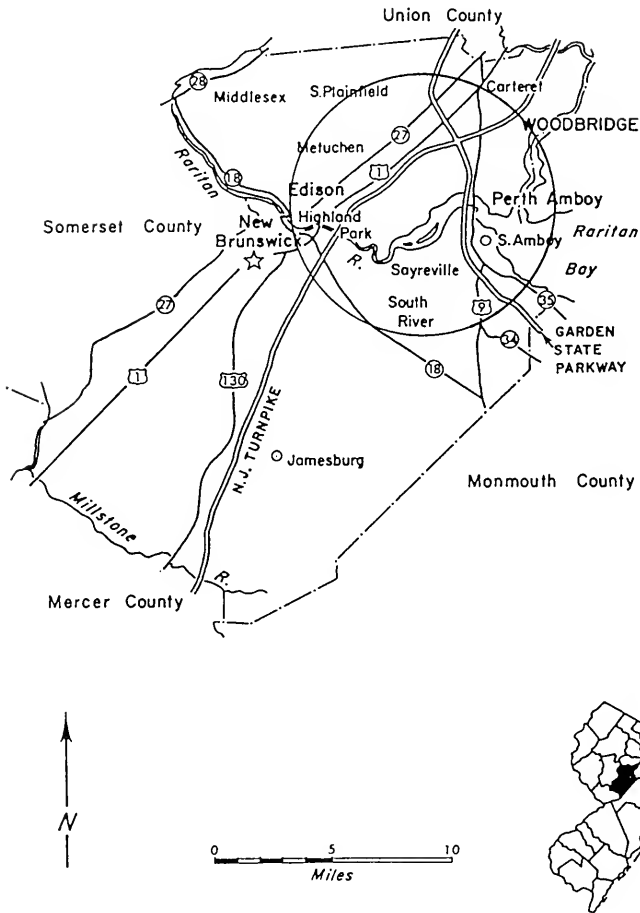 Union County
28
Middlesex
S. Plainfield
Carteret
WOODBRIDGE
27
Metuchen
1
Raritan
18
Edison
Perth Amboy
Somerset County
New
Brunswick
Highland
Park
R.
S. Amboy
Raritan
Bay
Sayreville
27
South
River
9
35
GARDEN
STATE
PARKWAY
34
1
130
18
N.J. TURNPIKE
Jamesburg
Monmouth County
Millstone
R.
Mercer County
N
0 5 10
Miles